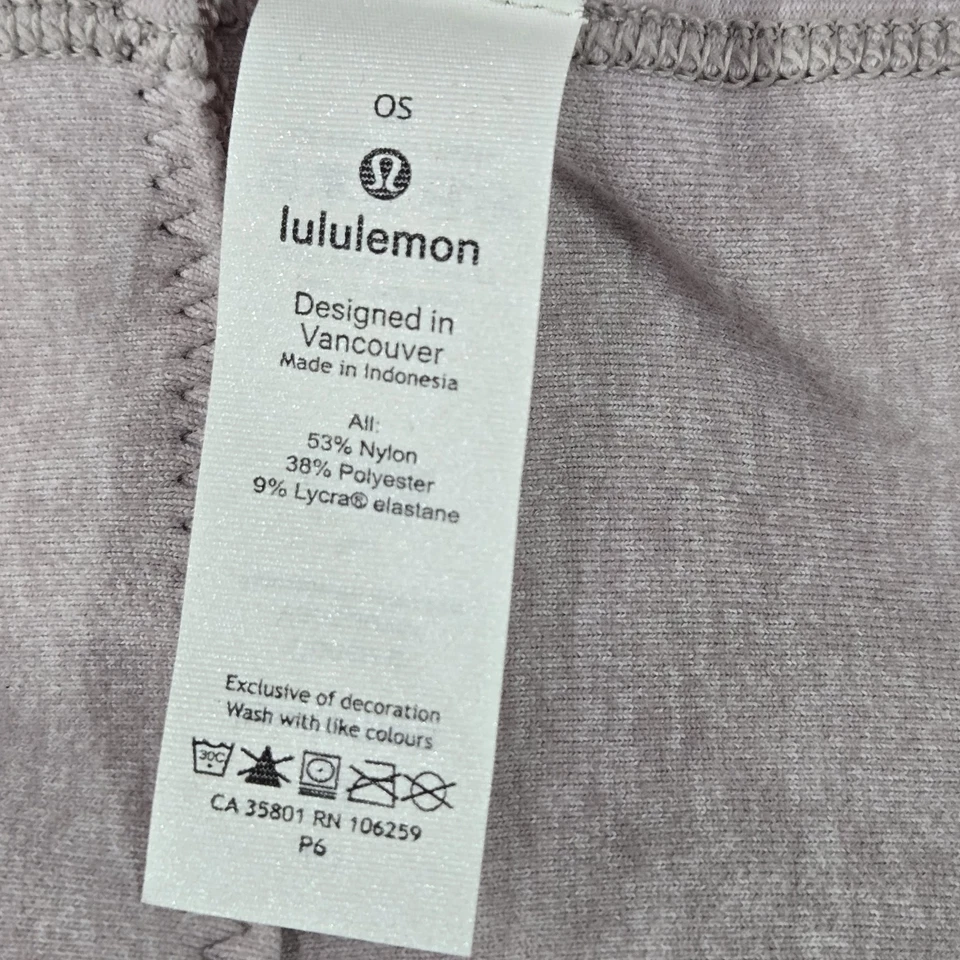 OS
lululemon
Designed in
Vancouver
Made in Indonesia
All:
53% Nylon
38% Polyester
9% Lycra® elastane
Exclusive of decoration
Wash with like colours
30C
CA 35801 RN 106259
P6